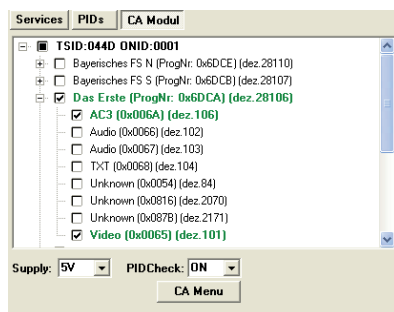 Services PIDs CA Modul
TSID:044D ONID:0001
Bayerisches FS N (ProgNr: 0x6DCE) (dez.28110)
Bayerisches FS S (ProgNr: 0x6DCB) (dez.28107)
Das Erste (ProgNr: 0x6DCA) (dez.28106)
AC3 (0x006A) (dez.106)
Audio (0x0066) (dez.102)
Audio (0x0067) (dez.103)
TXT (0x0068) (dez.104)
Unknown (0x0054) (dez.84)
Unknown (0x0816) (dez.2070)
Unknown (0x087B) (dez.2171)
Video (0x0065) (dez.101)
Supply: 5V PIDCheck: ON
CA Menu